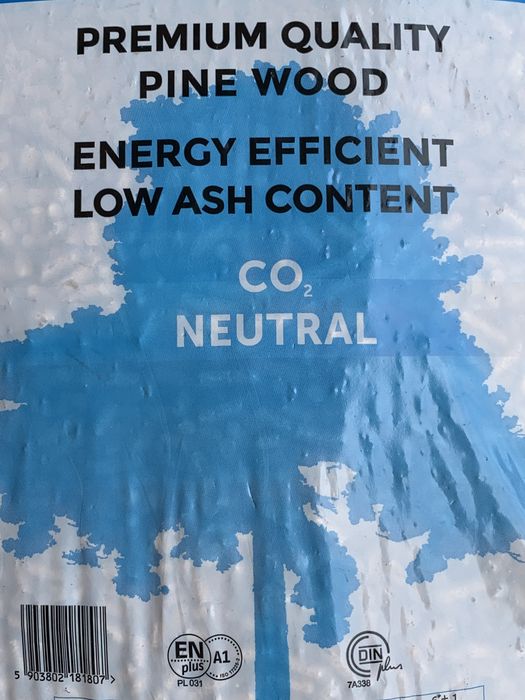 PREMIUM QUALITY
PINE WOOD
ENERGY EFFICIENT
LOW ASH CONTENT
CO₂
NEUTRAL
EN
plus
A1
PL 031
DIN
plus
7A338
5 903802 181807 >